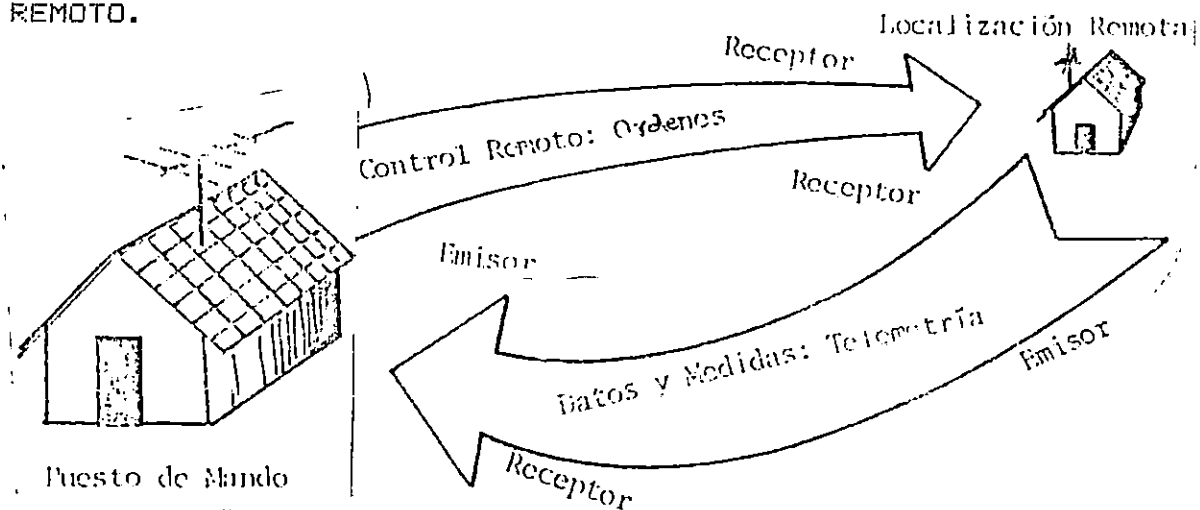 REMOTO.
Localización Remota
Receptor
Control Remoto: Ordenes
Receptor
Emisor
Datos y Medidas: Telemetría
Emisor
Receptor
Puesto de Mando